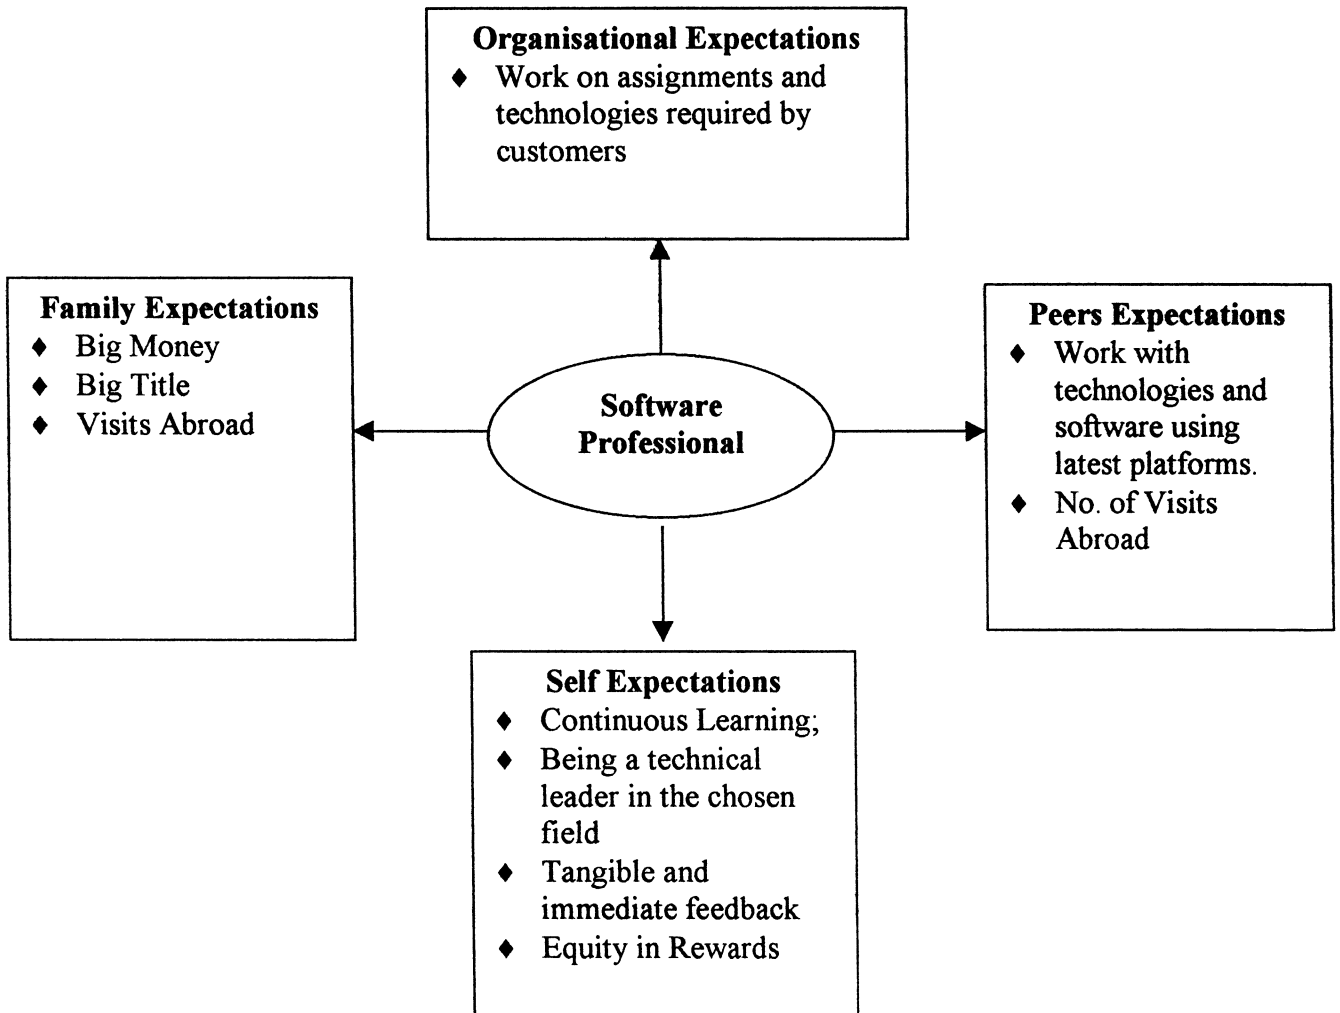 Organisational Expectations
♦ Work on assignments and
technologies required by
customers
Family Expectations
♦ Big Money
♦ Big Title
♦ Visits Abroad
Software
Professional
Peers Expectations
♦ Work with
technologies and
software using
latest platforms.
♦ No. of Visits
Abroad
Self Expectations
♦ Continuous Learning;
♦ Being a technical
leader in the chosen
field
♦ Tangible and
immediate feedback
♦ Equity in Rewards